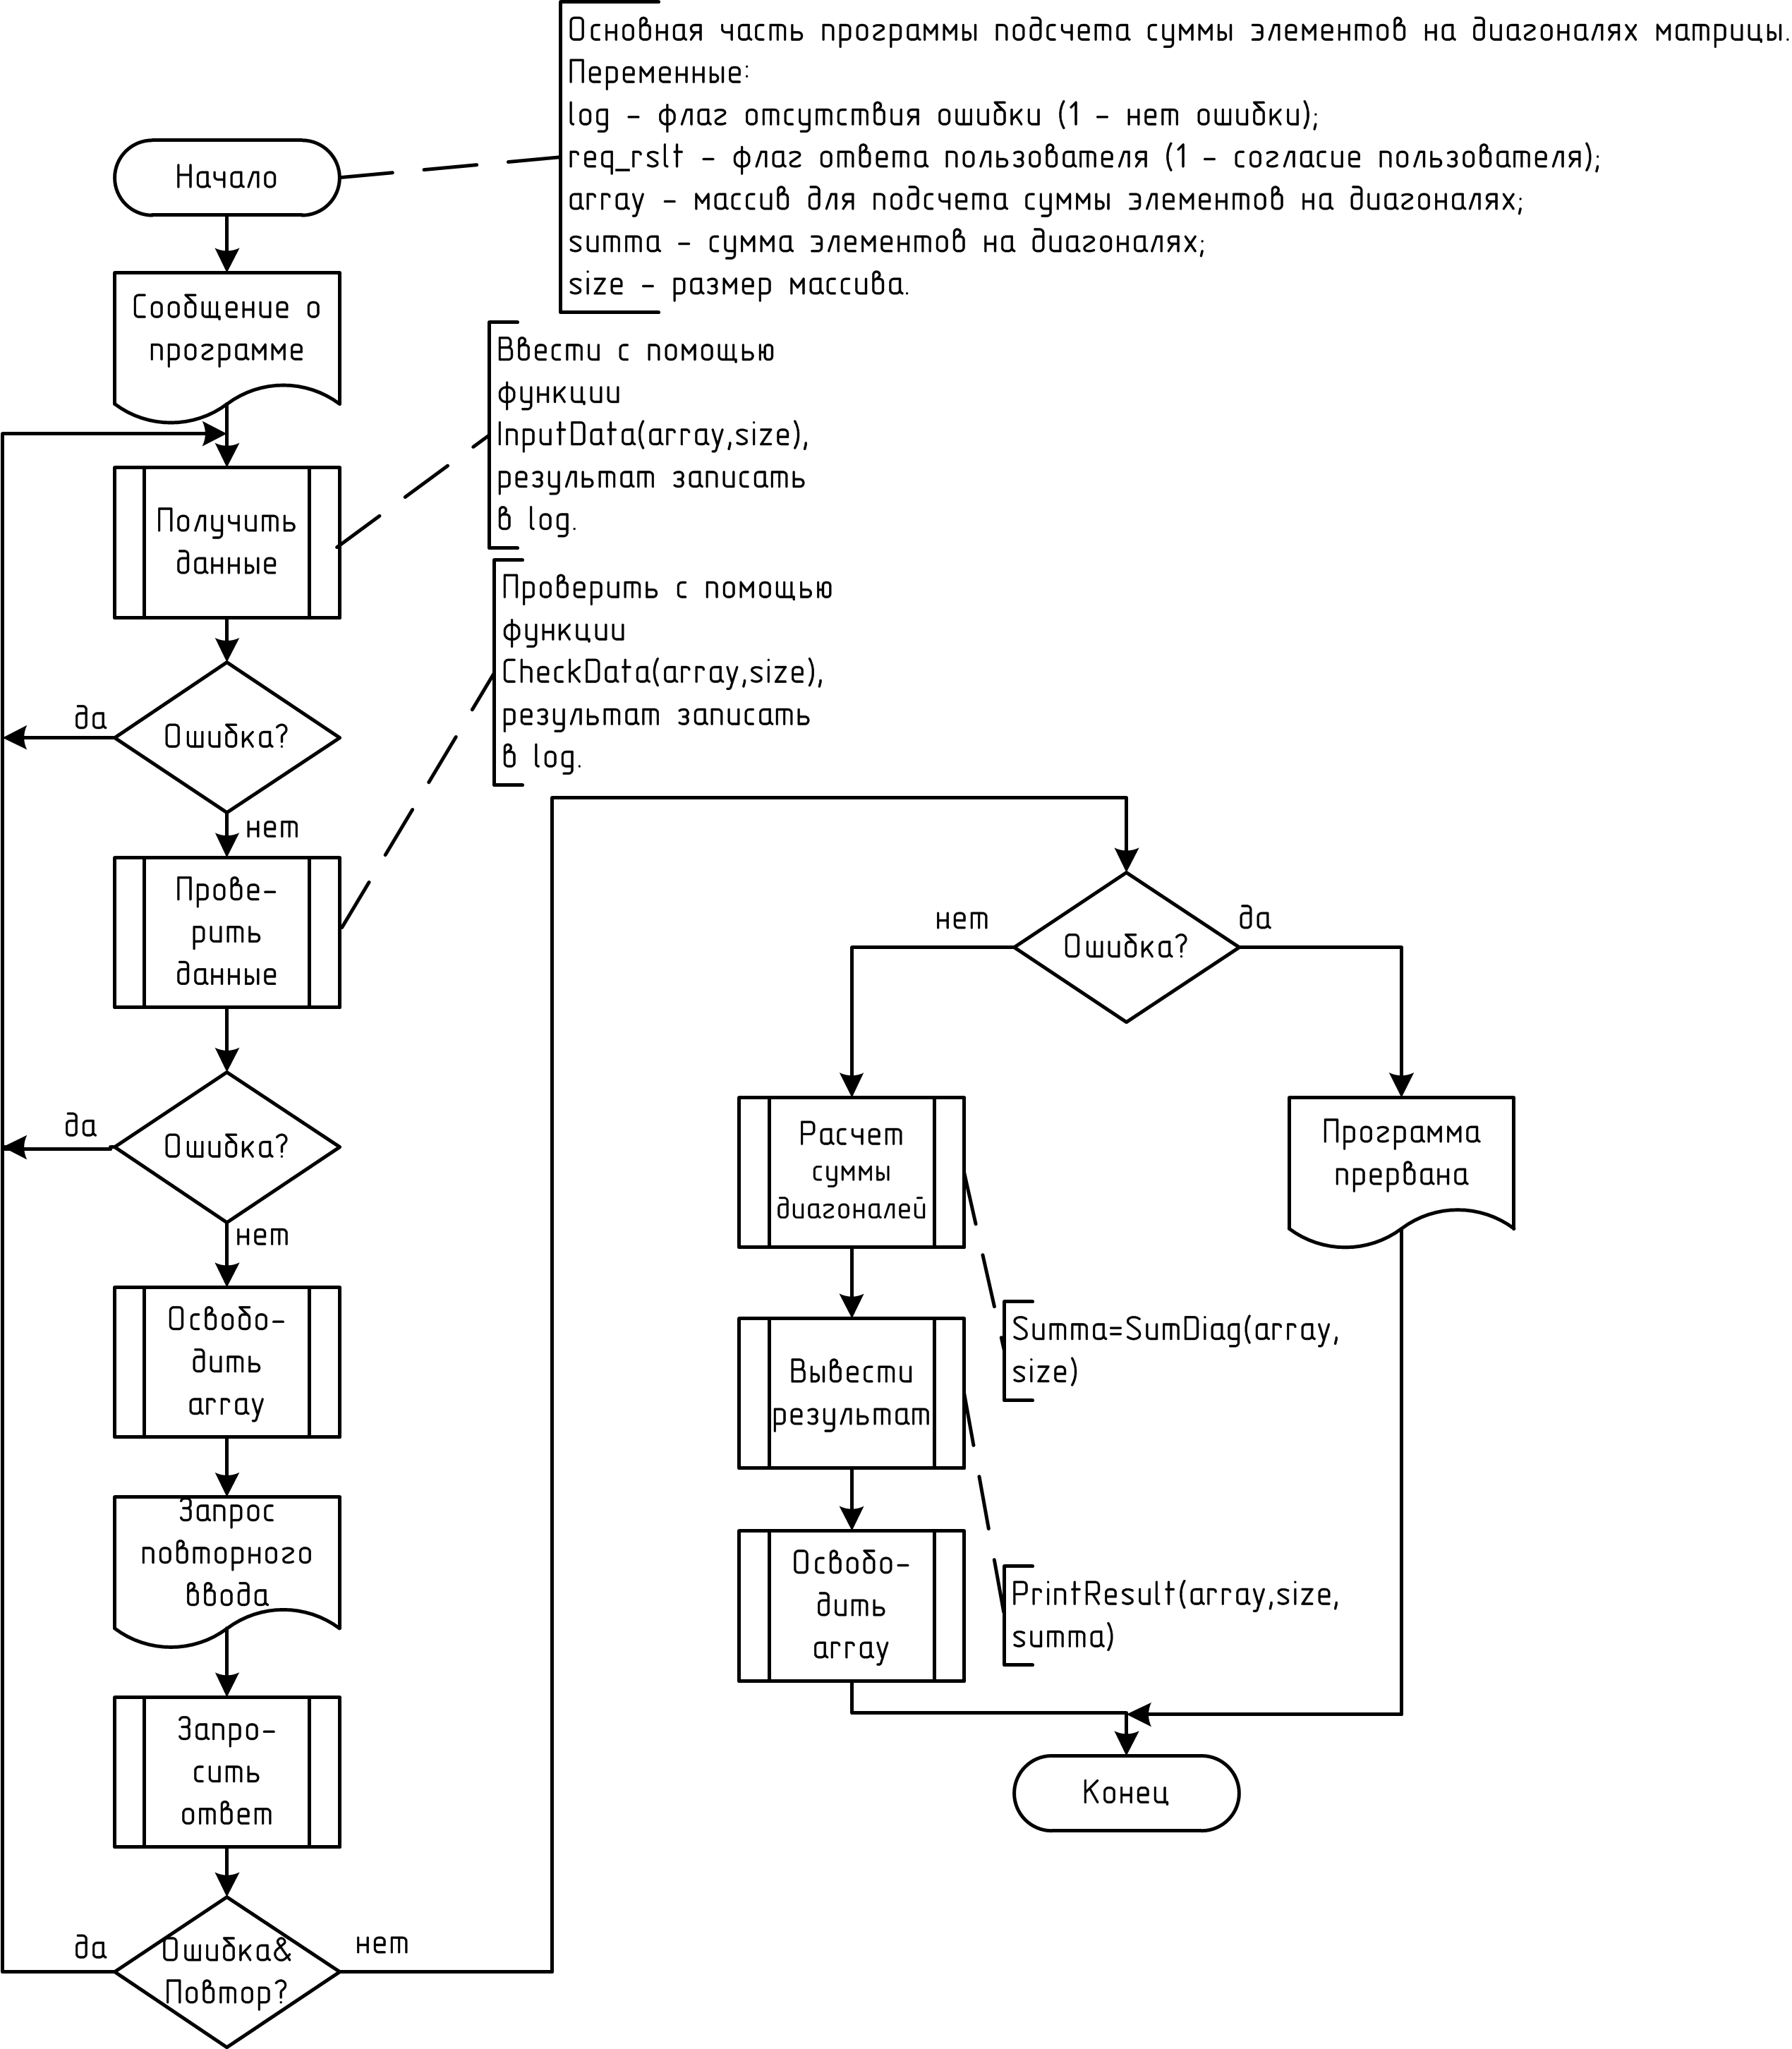 Основная часть программы подсчета суммы элементов на диагоналях матрицы.
Переменные:
log – флаг отсутствия ошибки (1 – нет ошибки);
req_rslt – флаг ответа пользователя (1 – согласие пользователя);
array – массив для подсчета суммы элементов на диагоналях;
summa – сумма элементов на диагоналях;
size – размер массива.
Начало
Сообщение о
программе
Ввести с помощью
функции
InputData(array,size),
результат записать
в log.
Получить
данные
Проверить с помощью
функции
CheckData(array,size),
результат записать
в log.
да
Ошибка?
нет
Прове-
рить
данные
да
Ошибка?
нет
Освобо-
дить
array
Запрос
повторного
ввода
Запро-
сить
ответ
да
Ошибка&
Повтор?
нет
нет
Ошибка?
да
Расчет
суммы
диагоналей
Программа
прервана
Summa=SumDiag(array,
size)
Вывести
результат
PrintResult(array,size,
summa)
Освобо-
дить
array
Конец